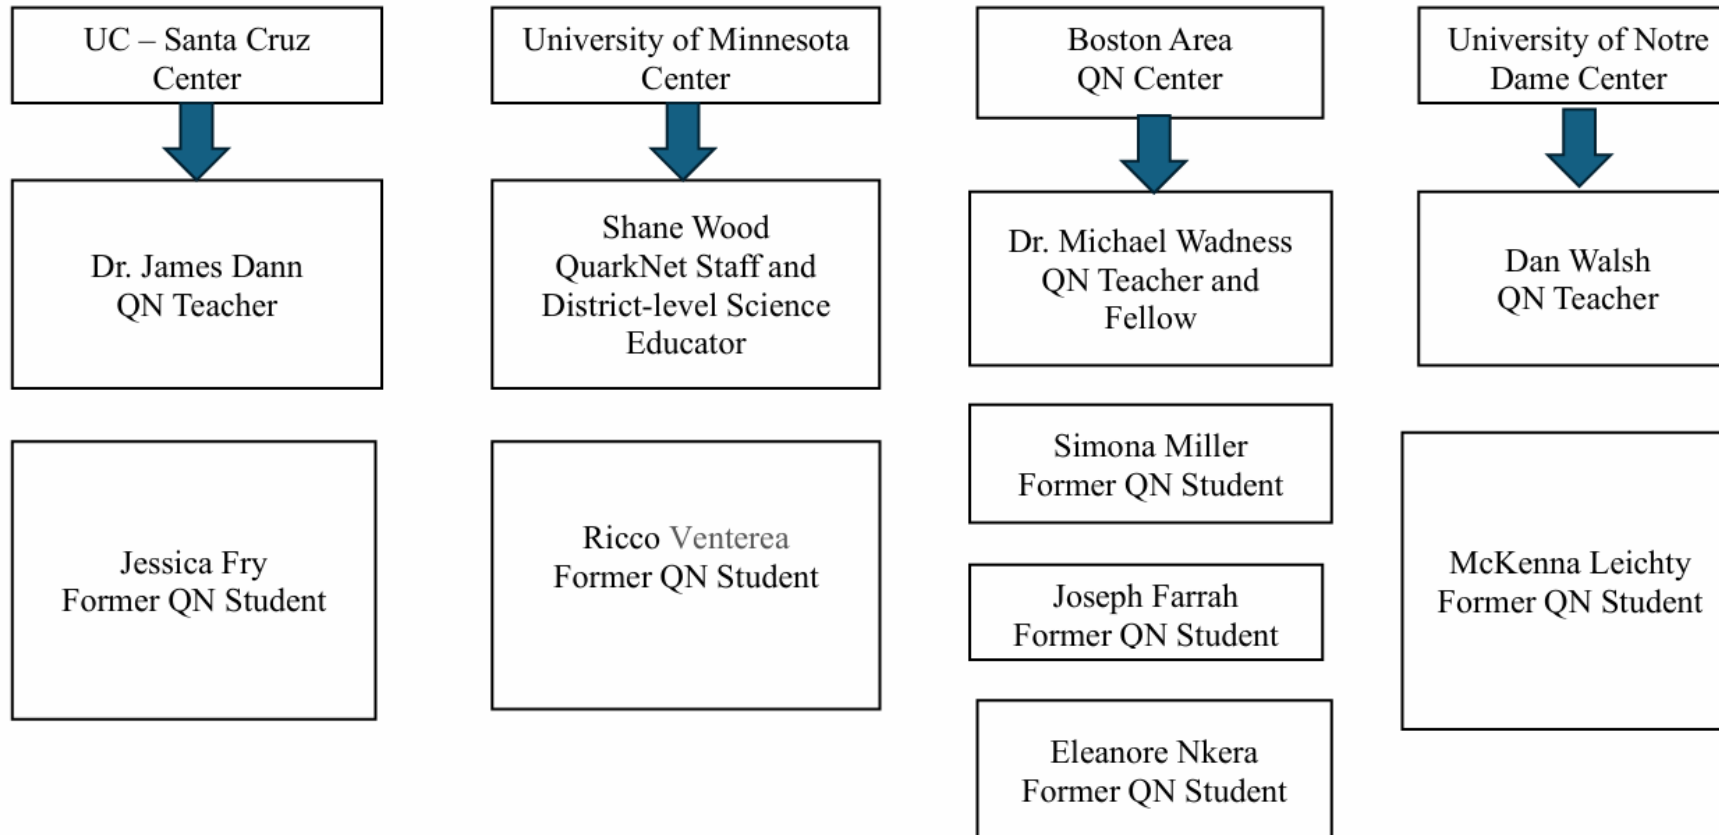 UC – Santa Cruz
Center
University of Minnesota
Center
Boston Area
QN Center
University of Notre
Dame Center
Dr. James Dann
QN Teacher
Shane Wood
QuarkNet Staff and
District-level Science
Educator
Dr. Michael Wadness
QN Teacher and
Fellow
Dan Walsh
QN Teacher
Jessica Fry
Former QN Student
Ricco Venterea
Former QN Student
Simona Miller
Former QN Student
Joseph Farrah
Former QN Student
Eleanore Nkera
Former QN Student
McKenna Leichty
Former QN Student